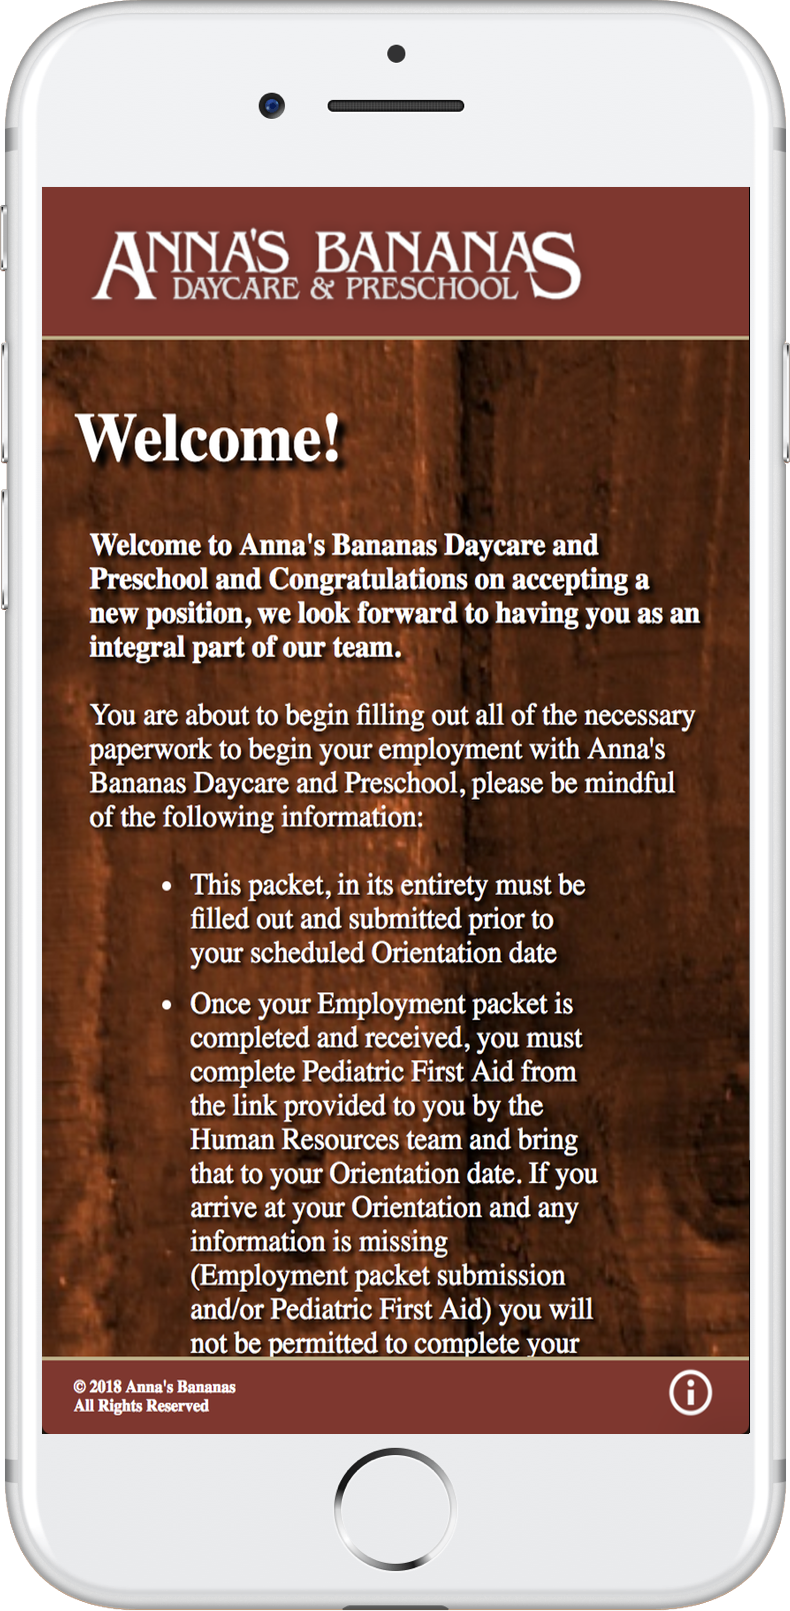 ANNA'S BANANAS
DAYCARE & PRESCHOOL
Welcome!
Welcome to Anna's Bananas Daycare and
Preschool and Congratulations on accepting a
new position, we look forward to having you as an
integral part of our team.
You are about to begin filling out all of the necessary
paperwork to begin your employment with Anna's
Bananas Daycare and Preschool, please be mindful
of the following information:
• This packet, in its entirety must be
filled out and submitted prior to
your scheduled Orientation date
• Once your Employment packet is
completed and received, you must
complete Pediatric First Aid from
the link provided to you by the
Human Resources team and bring
that to your Orientation date. If you
arrive at your Orientation and any
information is missing
(Employment packet submission
and/or Pediatric First Aid) you will
not be permitted to complete your
© 2018 Anna's Bananas
All Rights Reserved